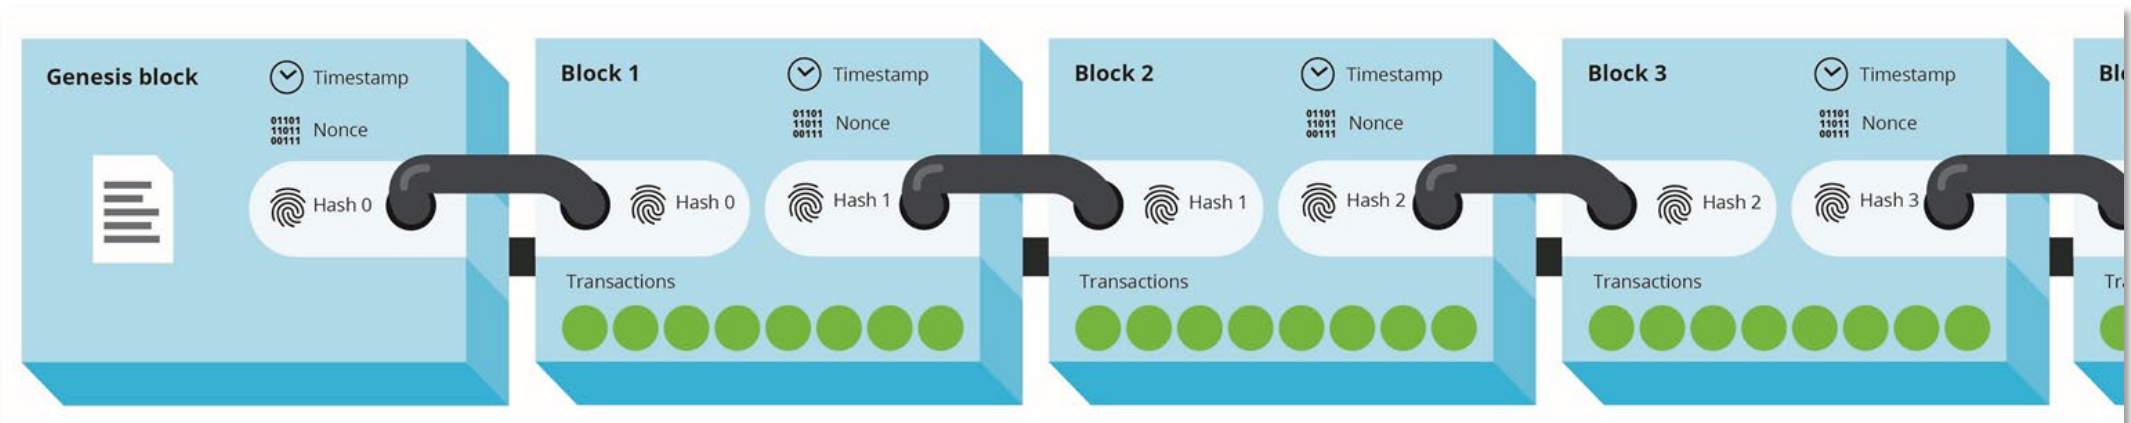 Genesis block
Timestamp
01101
11011
00111
Nonce
Hash 0
Block 1
Timestamp
01101
11011
00111
Nonce
Hash 0
Hash 1
Transactions
Block 2
Timestamp
01101
11011
00111
Nonce
Hash 1
Hash 2
Transactions
Block 3
Timestamp
01101
11011
00111
Nonce
Hash 2
Hash 3
Transactions